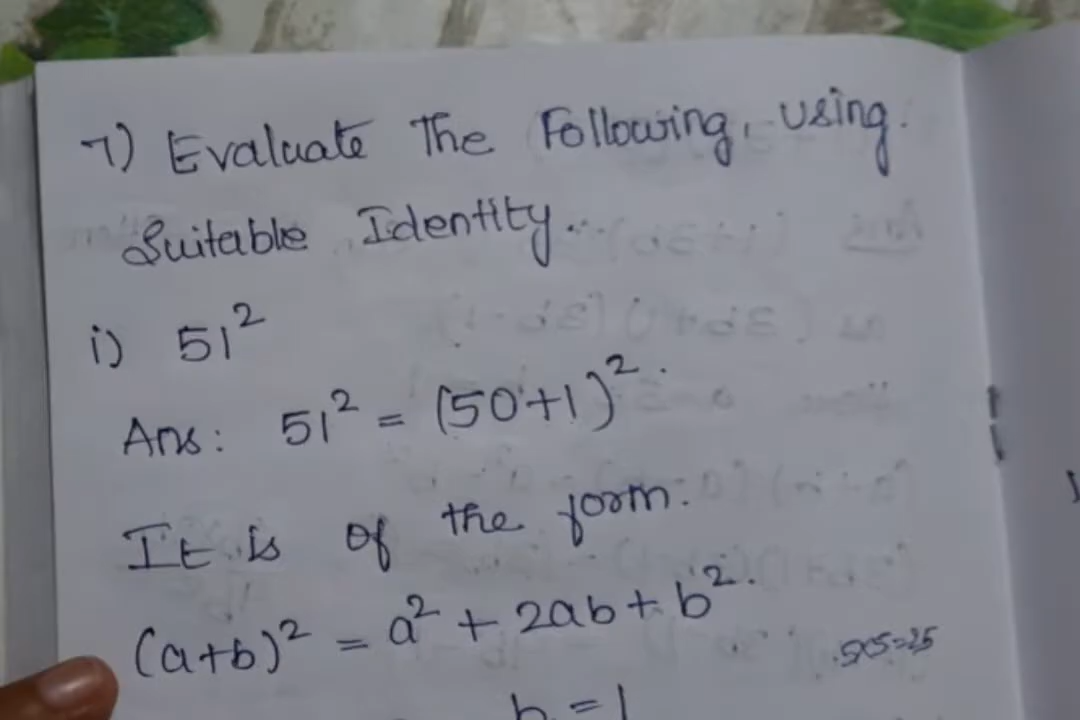 7) Evaluate The Following, using.
Suitable Identity..
i) 51²
Ans: 51² = (50+1)².
It is of the form.
(a+b)² = a² + 2ab + b².
5×5=25
b = 1